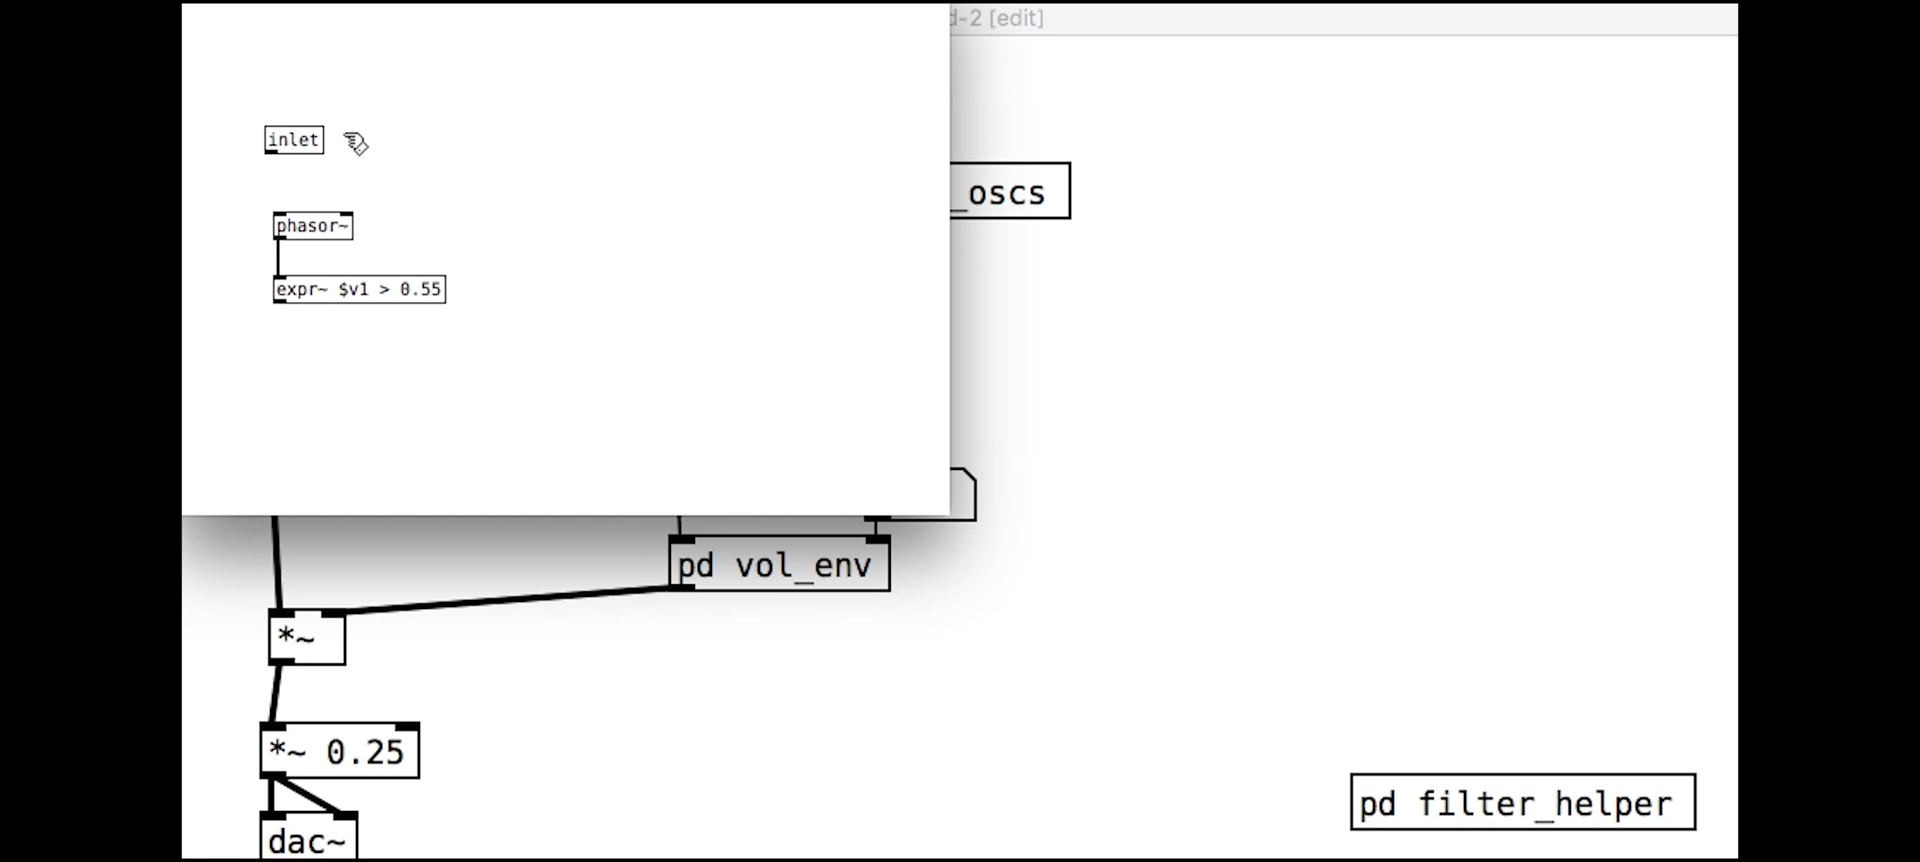 d-2 [edit]
inlet
_oscs
phasor~
expr~ $v1 > 0.55
pd vol_env
*~
*~ 0.25
pd filter_helper
dac~